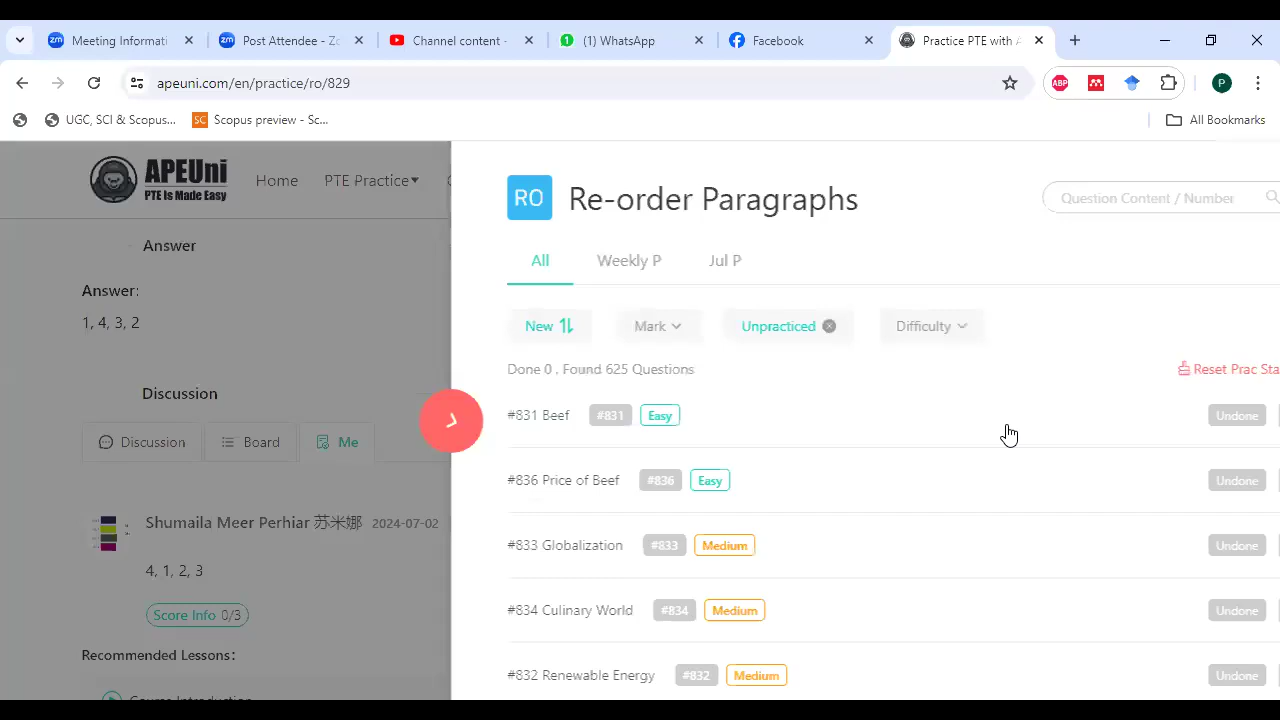 Meeting Informati
Post Attendee - Zo
Channel content -
(1) WhatsApp
Facebook
Practice PTE with A
apeuni.com/en/practice/ro/829
ABP
P
UGC, SCI & Scopus...
SC Scopus preview - Sc...
All Bookmarks
APEUni
PTE Is Made Easy
Home
PTE Practice
Answer
Answer:
1, 4, 3, 2
Discussion
Discussion
Board
Me
Shumaila Meer Perhiar 苏米娜 2024-07-02
4, 1, 2, 3
Score Info 0/3
Recommended Lessons:
Course Introduction
RO Re-order Paragraphs
Question Content / Number
All
Weekly P
Jul P
New
Mark
Unpracticed
Difficulty
Done 0 , Found 625 Questions
Reset Prac Sta
#831 Beef #831 Easy Undone
#836 Price of Beef #836 Easy Undone
#833 Globalization #833 Medium Undone
#834 Culinary World #834 Medium Undone
#832 Renewable Energy #832 Medium Undone